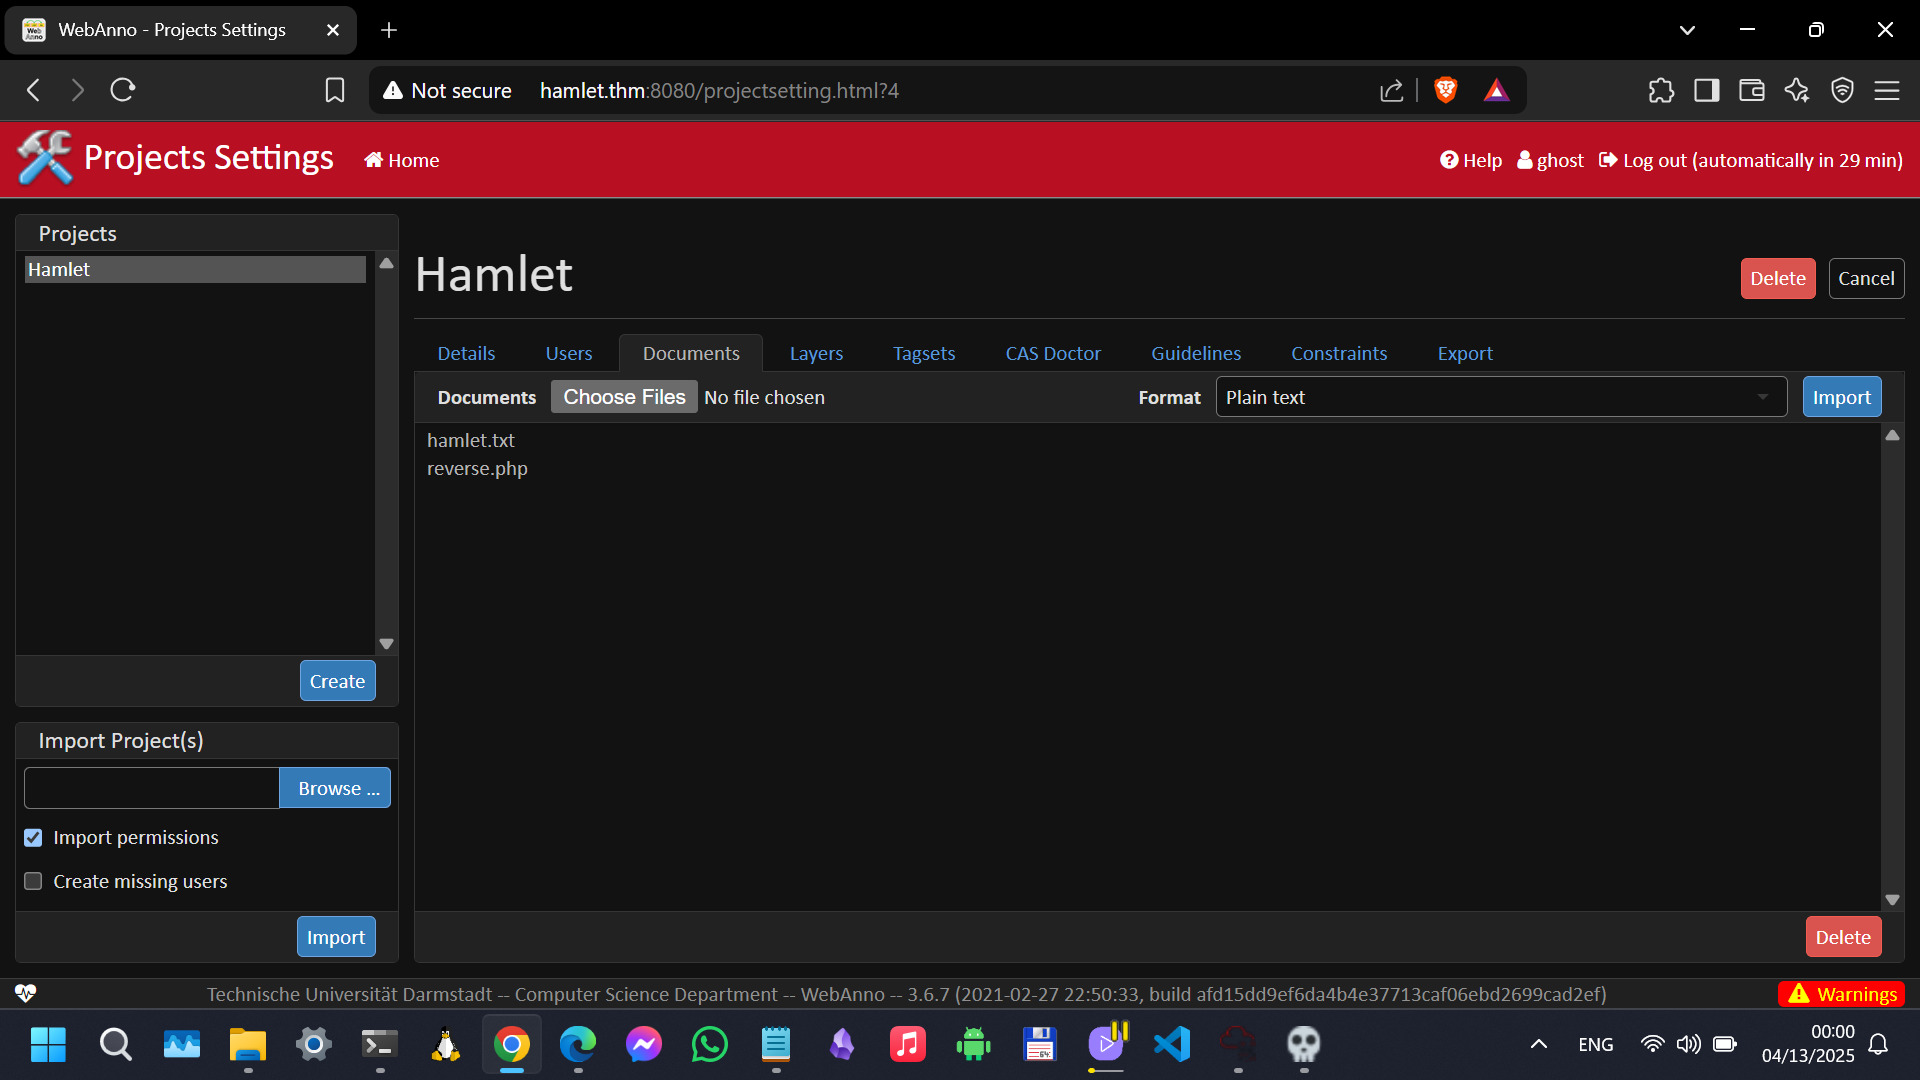 WebAnno - Projects Settings
Not secure hamlet.thm:8080/projectsetting.html?4
Projects Settings Home Help ghost Log out (automatically in 29 min)
Projects
Hamlet
Create
Import Project(s)
Browse ...
Import permissions
Create missing users
Import
Hamlet Delete Cancel
Details Users Documents Layers Tagsets CAS Doctor Guidelines Constraints Export
Documents Choose Files No file chosen Format Plain text Import
hamlet.txt
reverse.php
Delete
Technische Universität Darmstadt -- Computer Science Department -- WebAnno -- 3.6.7 (2021-02-27 22:50:33, build afd15dd9ef6da4b4e37713caf06ebd2699cad2ef) Warnings
ENG 00:00
04/13/2025